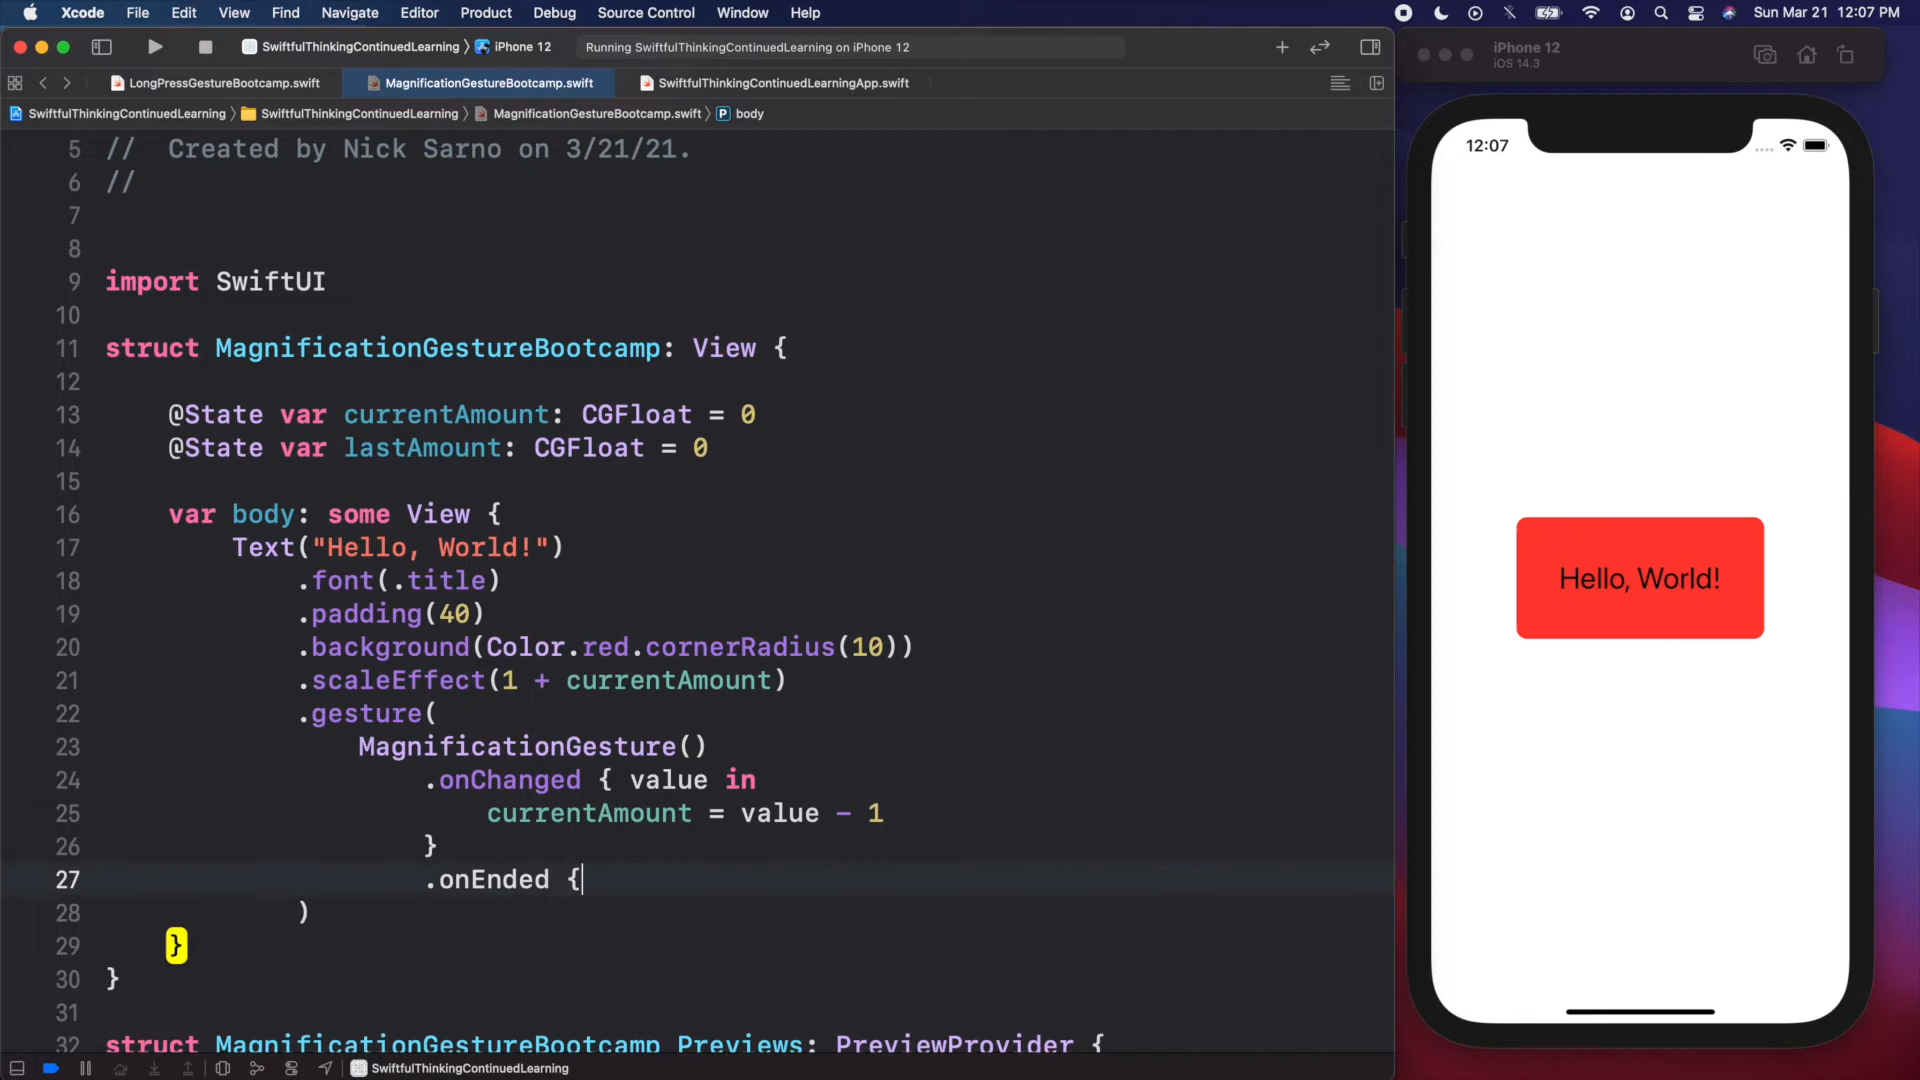 Xcode File Edit View Find Navigate Editor Product Debug Source Control Window Help Sun Mar 21 12:07 PM
SwiftfulThinkingContinuedLearning 〉 iPhone 12 Running SwiftfulThinkingContinuedLearning on iPhone 12
LongPressGestureBootcamp.swift MagnificationGestureBootcamp.swift SwiftfulThinkingContinuedLearningApp.swift
SwiftfulThinkingContinuedLearning 〉 SwiftfulThinkingContinuedLearning 〉 MagnificationGestureBootcamp.swift 〉 P body
5 //  Created by Nick Sarno on 3/21/21.
6 //
7
8
9 import SwiftUI
10
11 struct MagnificationGestureBootcamp: View {
12
13     @State var currentAmount: CGFloat = 0
14     @State var lastAmount: CGFloat = 0
15
16     var body: some View {
17         Text("Hello, World!")
18             .font(.title)
19             .padding(40)
20             .background(Color.red.cornerRadius(10))
21             .scaleEffect(1 + currentAmount)
22             .gesture(
23                 MagnificationGesture()
24                     .onChanged { value in
25                         currentAmount = value - 1
26                     }
27                     .onEnded {
28             )
29     }
30 }
31
32 struct MagnificationGestureBootcamp_Previews: PreviewProvider {
SwiftfulThinkingContinuedLearning
iPhone 12
iOS 14.3
12:07
Hello, World!